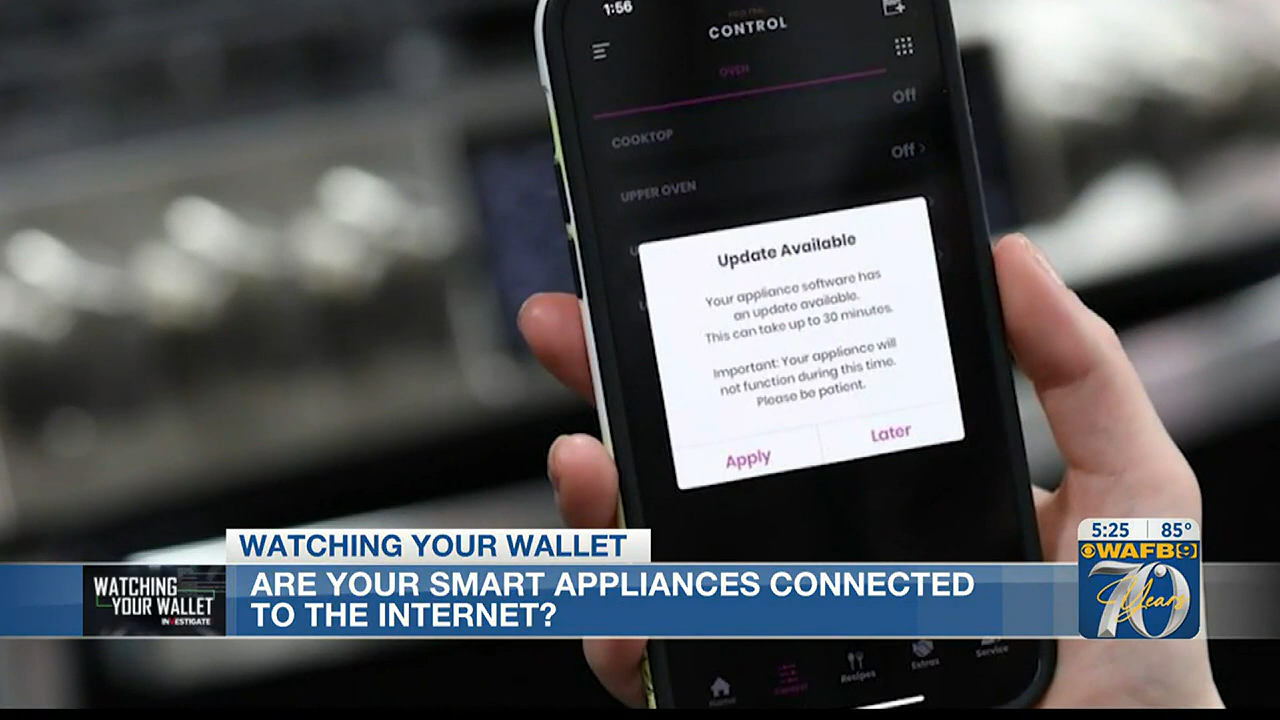 1:56
CONTROL
OVEN
Off
COOKTOP
Off >
UPPER OVEN
Update Available
Your appliance software has
an update available.
This can take up to 30 minutes.
Important: Your appliance will
not function during this time.
Please be patient.
Apply
Later
WATCHING YOUR WALLET
ARE YOUR SMART APPLIANCES CONNECTED
TO THE INTERNET?
WATCHING
YOUR WALLET
INVESTIGATE
5:25 85°
WAFB9
70
Years
Home
Control
Recipes
Extras
Service